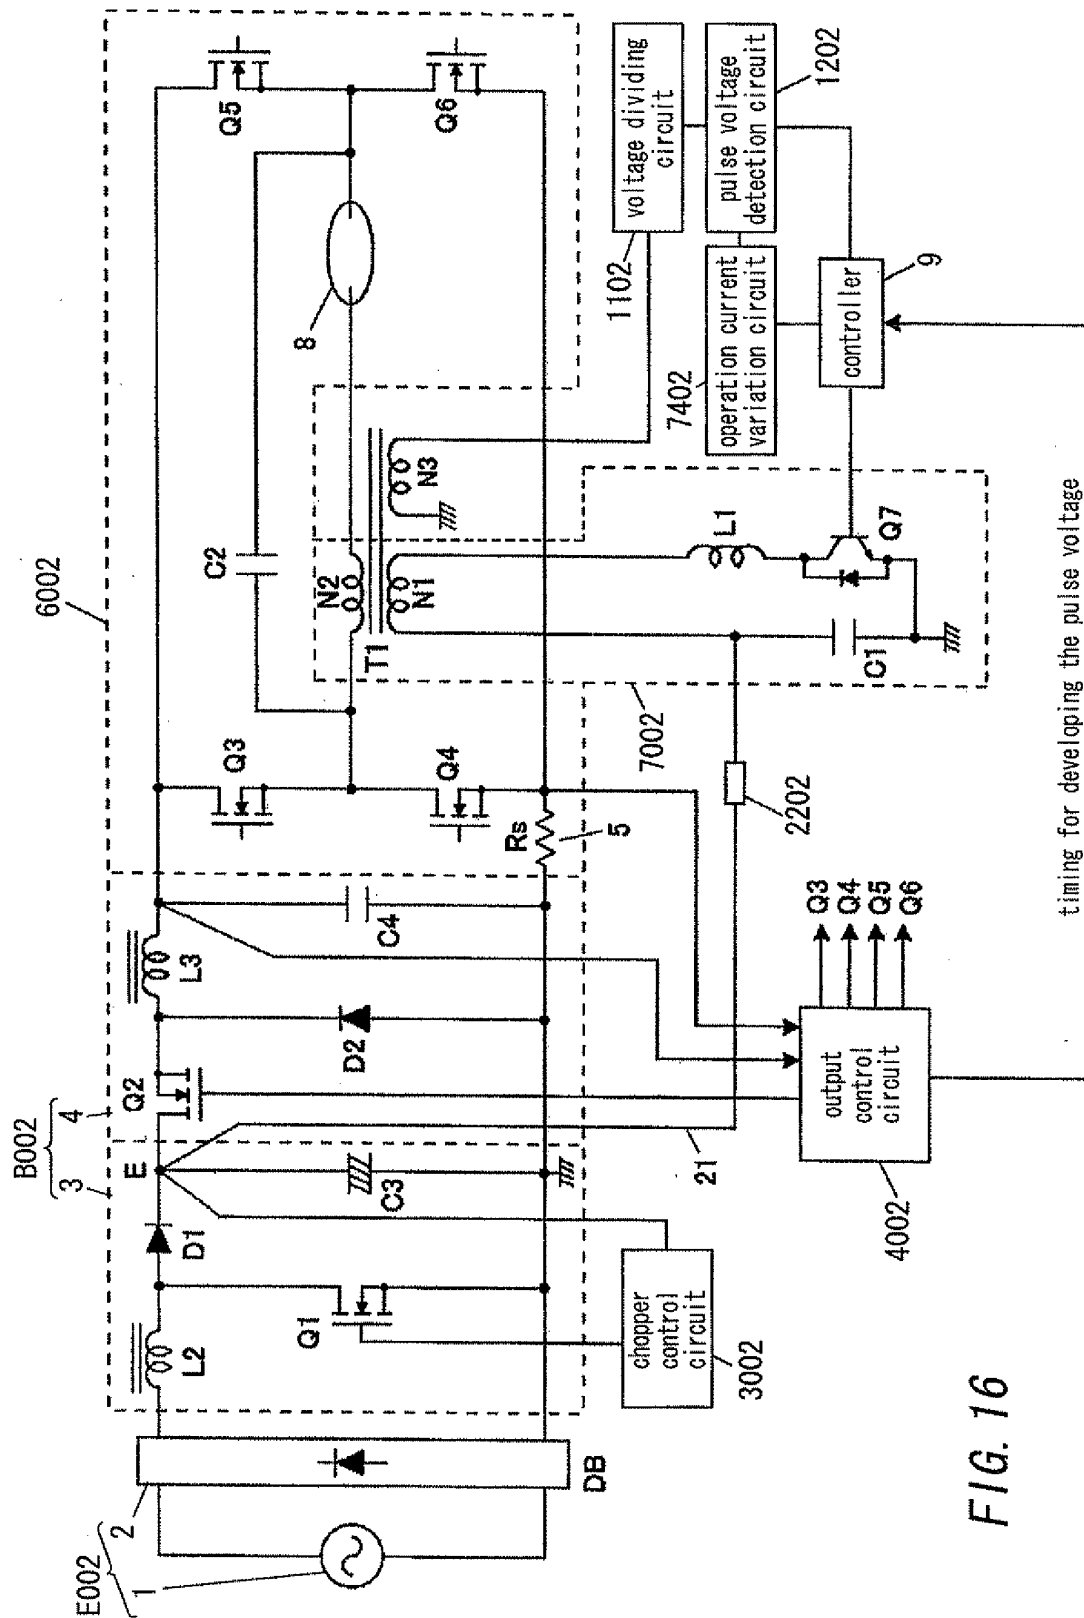 E002
1
2
DB
B002
3
4
L2
D1
E
Q1
C3
chopper
control
circuit
3002
Q2
D2
L3
C4
21
output
control
circuit
4002
Q3
Q4
Q5
Q6
6002
Q3
Q4
Rs
5
2202
7002
C2
T1
N2
N1
N3
C1
L1
Q7
8
Q5
Q6
1102
voltage dividing
circuit
pulse voltage
detection circuit
1202
7402
operation current
variation circuit
controller
9
timing for developing the pulse voltage
FIG. 16